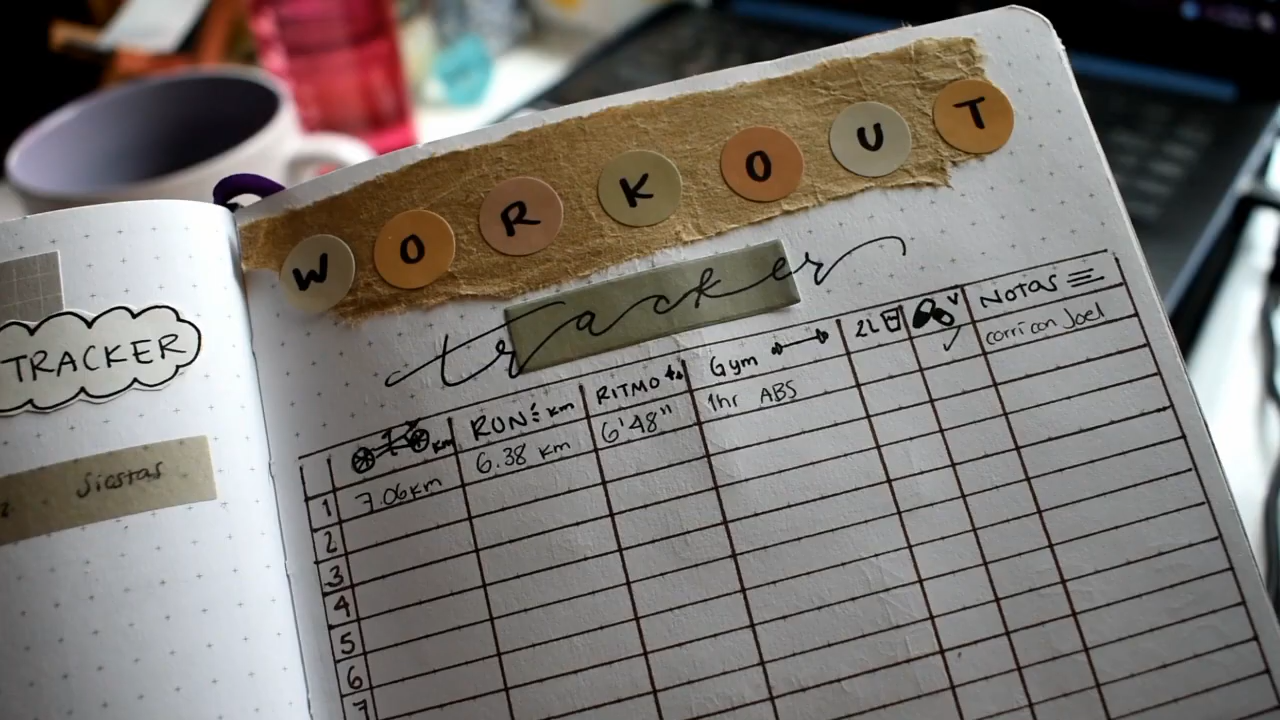 WORKOUT
tracker
TRACKER
Siestas
km RUN km RITMO Gym 2L V NOTAS
1 7.06km 6.38 km 6'48" 1hr ABS ✓ corri con Joel
2
3
4
5
6
7